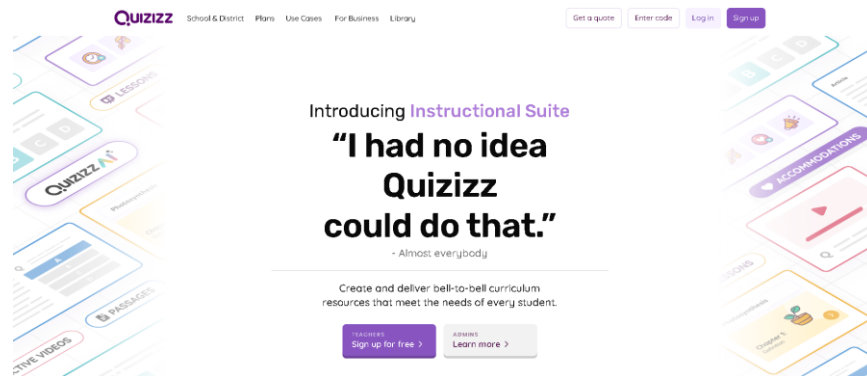 QUIZIZZ School & District Plans Use Cases For Business Library Get a quote Enter code Log in Sign up
LESSONS
C D
QUIZIZZ AI
A
PASSAGES
ACTIVE VIDEOS
Introducing Instructional Suite
“I had no idea
Quizizz
could do that.”
- Almost everybody
Create and deliver bell-to-bell curriculum
resources that meet the needs of every student.
TEACHERS
Sign up for free >
ADMINS
Learn more >
B C D
Article
ACCOMMODATIONS
Chapter 5